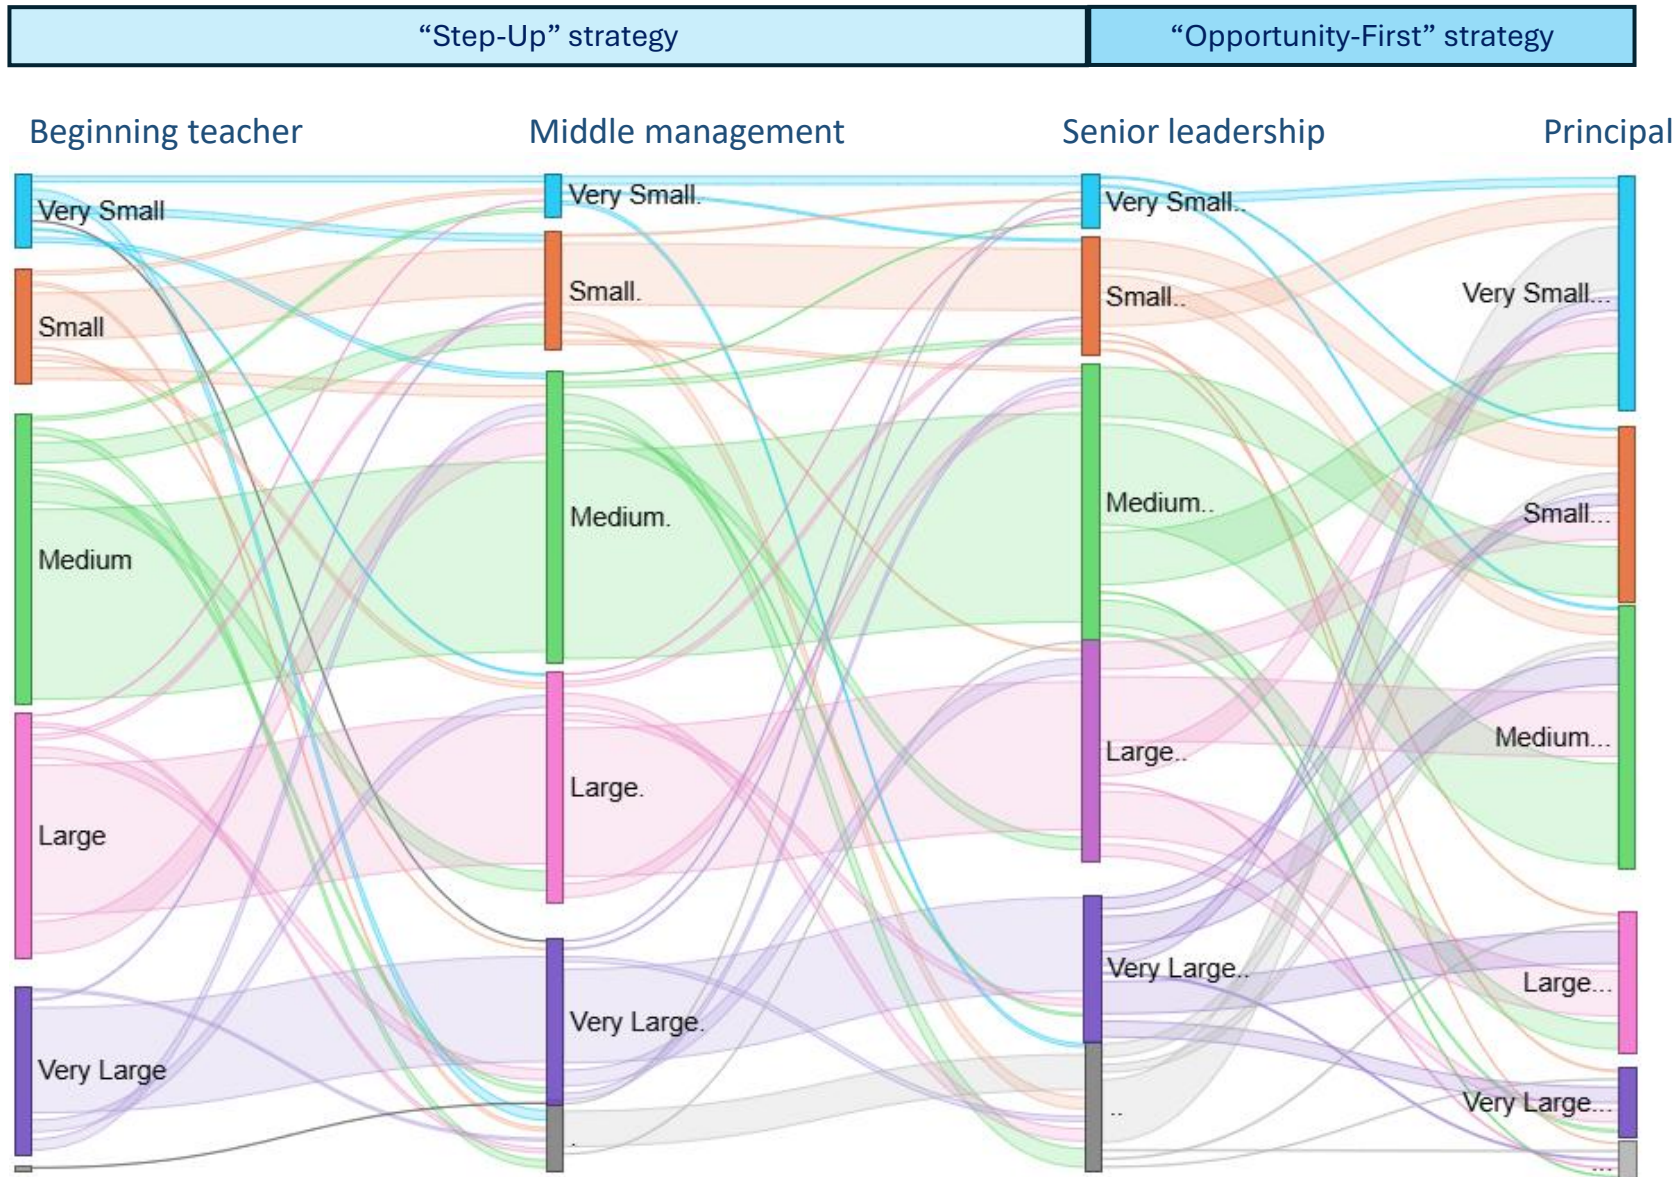 “Step-Up” strategy
“Opportunity-First” strategy
Beginning teacher
Middle management
Senior leadership
Principal
Very Small
Small
Medium
Large
Very Large
Very Small.
Small.
Medium.
Large.
Very Large.
.
Very Small..
Small..
Medium..
Large..
Very Large..
..
Very Small...
Small...
Medium...
Large...
Very Large...
...